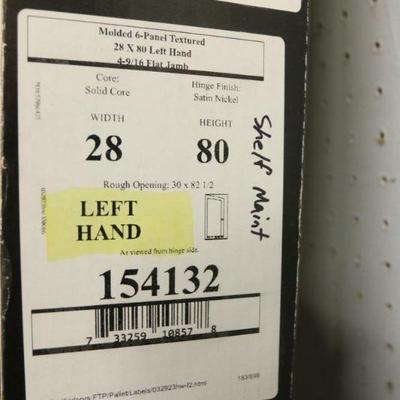 Molded 6-Panel Textured
28 X 80 Left Hand
4-9/16 Flat Jamb
Core:
Solid Core
Hinge Finish:
Satin Nickel
WIDTH
HEIGHT
28
80
Rough Opening: 30 x 82 1/2
LEFT
HAND
As viewed from hinge side.
154132
7 33259 10857 8
Shelf Maint